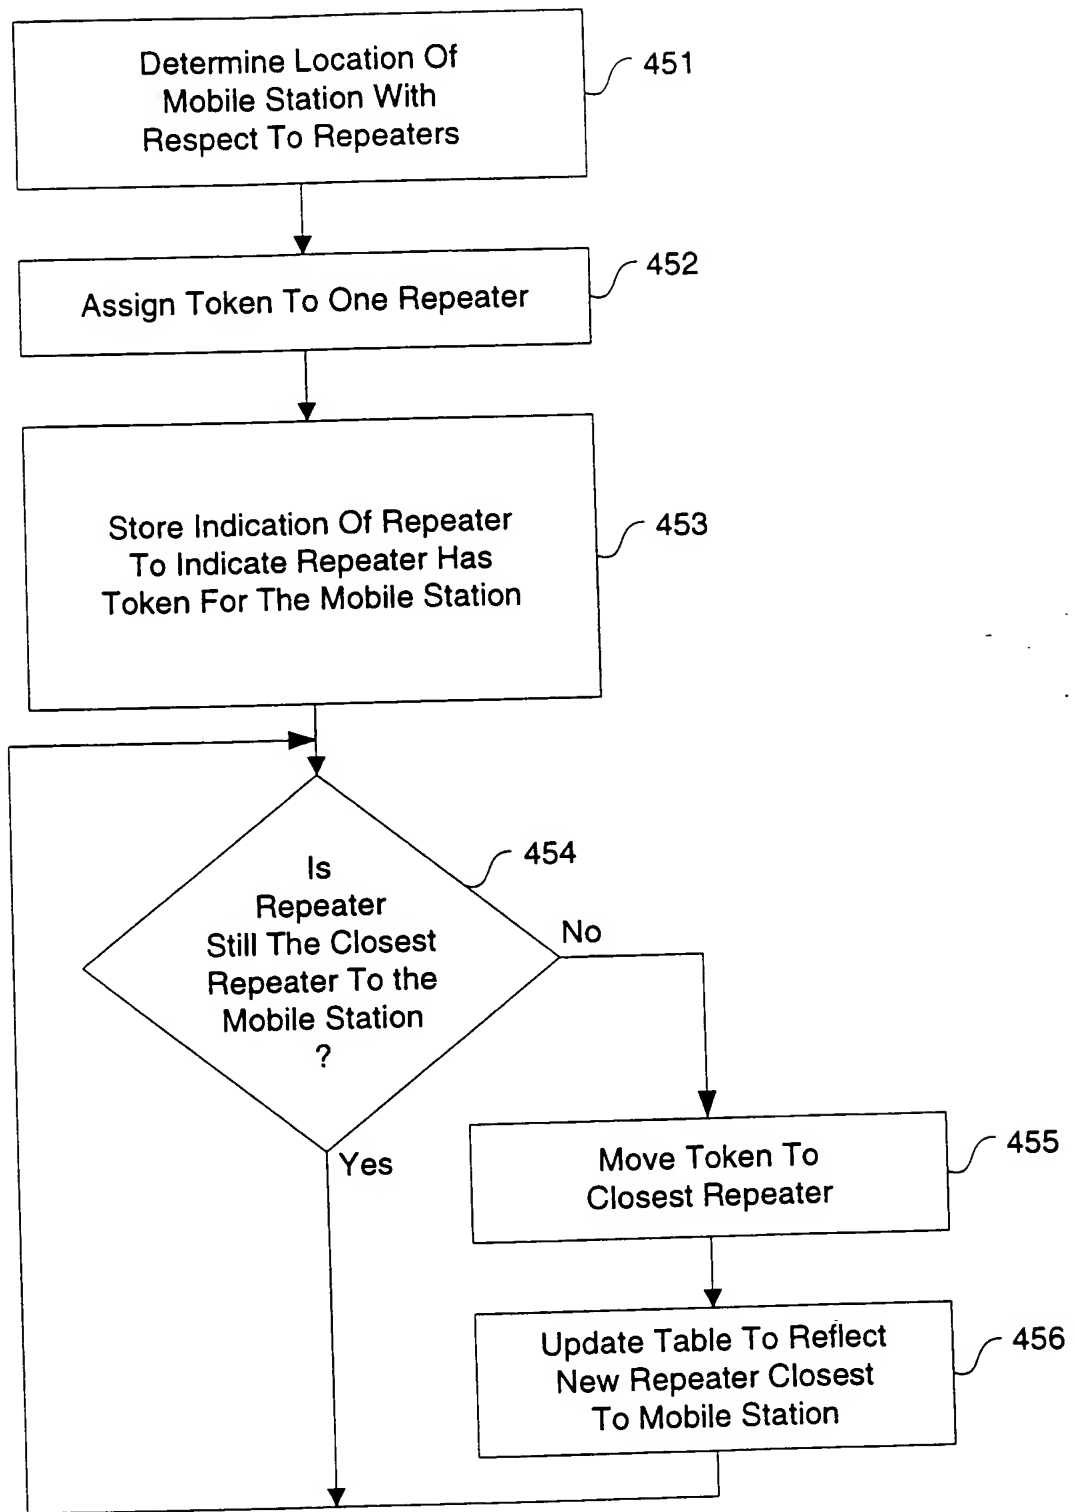 Determine Location Of
Mobile Station With
Respect To Repeaters
451
Assign Token To One Repeater
452
Store Indication Of Repeater
To Indicate Repeater Has
Token For The Mobile Station
453
Is
Repeater
Still The Closest
Repeater To the
Mobile Station
?
454
No
Yes
Move Token To
Closest Repeater
455
Update Table To Reflect
New Repeater Closest
To Mobile Station
456